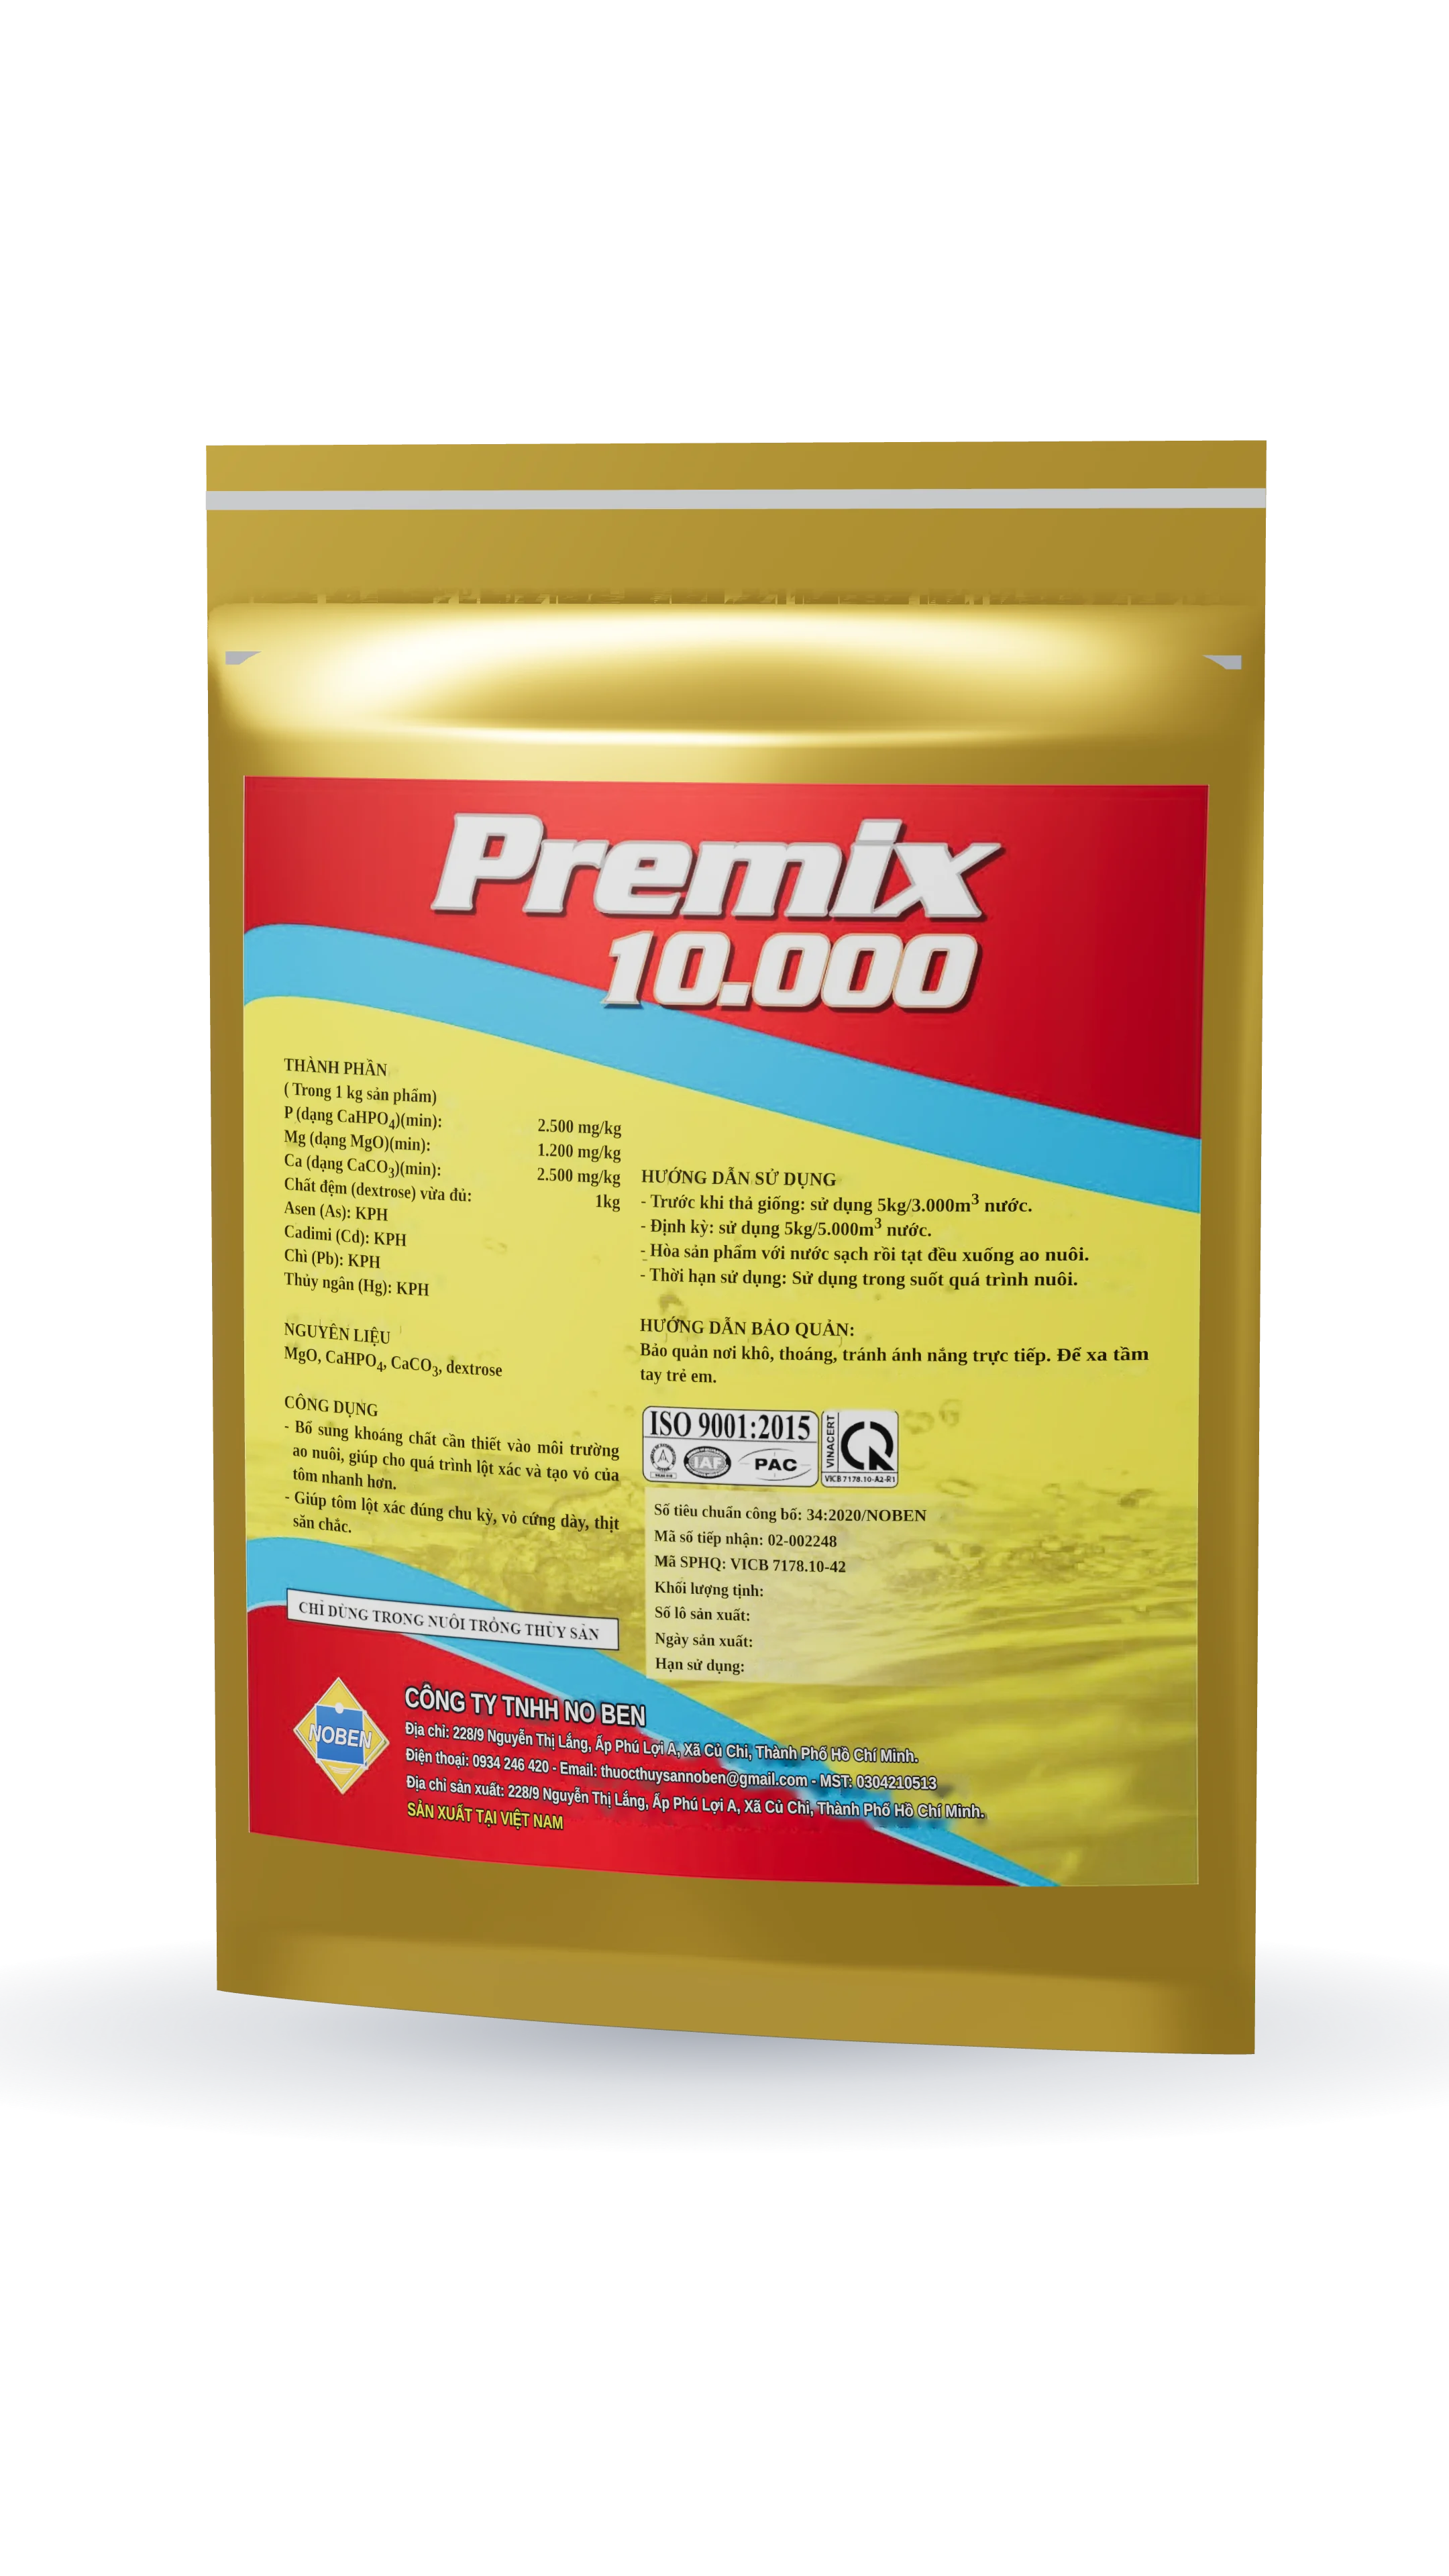 Premix
10.000
THÀNH PHẦN
( Trong 1 kg sản phẩm)
P (dạng CaHPO4)(min): 2.500 mg/kg
Mg (dạng MgO)(min): 1.200 mg/kg
Ca (dạng CaCO3)(min): 2.500 mg/kg
Chất đệm (dextrose) vừa đủ: 1kg
Asen (As): KPH
Cadimi (Cd): KPH
Chì (Pb): KPH
Thủy ngân (Hg): KPH
NGUYÊN LIỆU
MgO, CaHPO4, CaCO3, dextrose
CÔNG DỤNG
- Bổ sung khoáng chất cần thiết vào môi trường
ao nuôi, giúp cho quá trình lột xác và tạo vỏ của
tôm nhanh hơn.
- Giúp tôm lột xác đúng chu kỳ, vỏ cứng dày, thịt
săn chắc.
CHỈ DÙNG TRONG NUÔI TRỒNG THỦY SẢN
HƯỚNG DẪN SỬ DỤNG
- Trước khi thả giống: sử dụng 5kg/3.000m³ nước.
- Định kỳ: sử dụng 5kg/5.000m³ nước.
- Hòa sản phẩm với nước sạch rồi tạt đều xuống ao nuôi.
- Thời hạn sử dụng: Sử dụng trong suốt quá trình nuôi.
HƯỚNG DẪN BẢO QUẢN:
Bảo quản nơi khô, thoáng, tránh ánh nắng trực tiếp. Để xa tầm
tay trẻ em.
ISO 9001:2015
IAF
PAC
VINACERT
VICB 7178.10-A2-R1
Số tiêu chuẩn công bố: 34:2020/NOBEN
Mã số tiếp nhận: 02-002248
Mã SPHQ: VICB 7178.10-42
Khối lượng tịnh:
Số lô sản xuất:
Ngày sản xuất:
Hạn sử dụng:
NOBEN
CÔNG TY TNHH NO BEN
Địa chỉ: 228/9 Nguyễn Thị Lắng, Ấp Phú Lợi A, Xã Củ Chi, Thành Phố Hồ Chí Minh.
Điện thoại: 0934 246 420 - Email: thuocthuysannoben@gmail.com - MST: 0304210513
Địa chỉ sản xuất: 228/9 Nguyễn Thị Lắng, Ấp Phú Lợi A, Xã Củ Chi, Thành Phố Hồ Chí Minh.
SẢN XUẤT TẠI VIỆT NAM